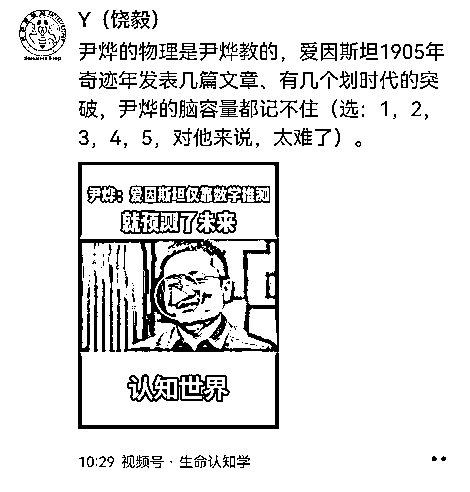 Y（饶毅）
尹烨的物理是尹烨教的，爱因斯坦1905年
奇迹年发表几篇文章、有几个划时代的突
破，尹烨的脑容量都记不住（选：1，2，
3，4，5，对他来说，太难了）。
尹烨：爱因斯坦仅靠数学推测
就预测了未来
认知世界
10:29 视频号·生命认知学